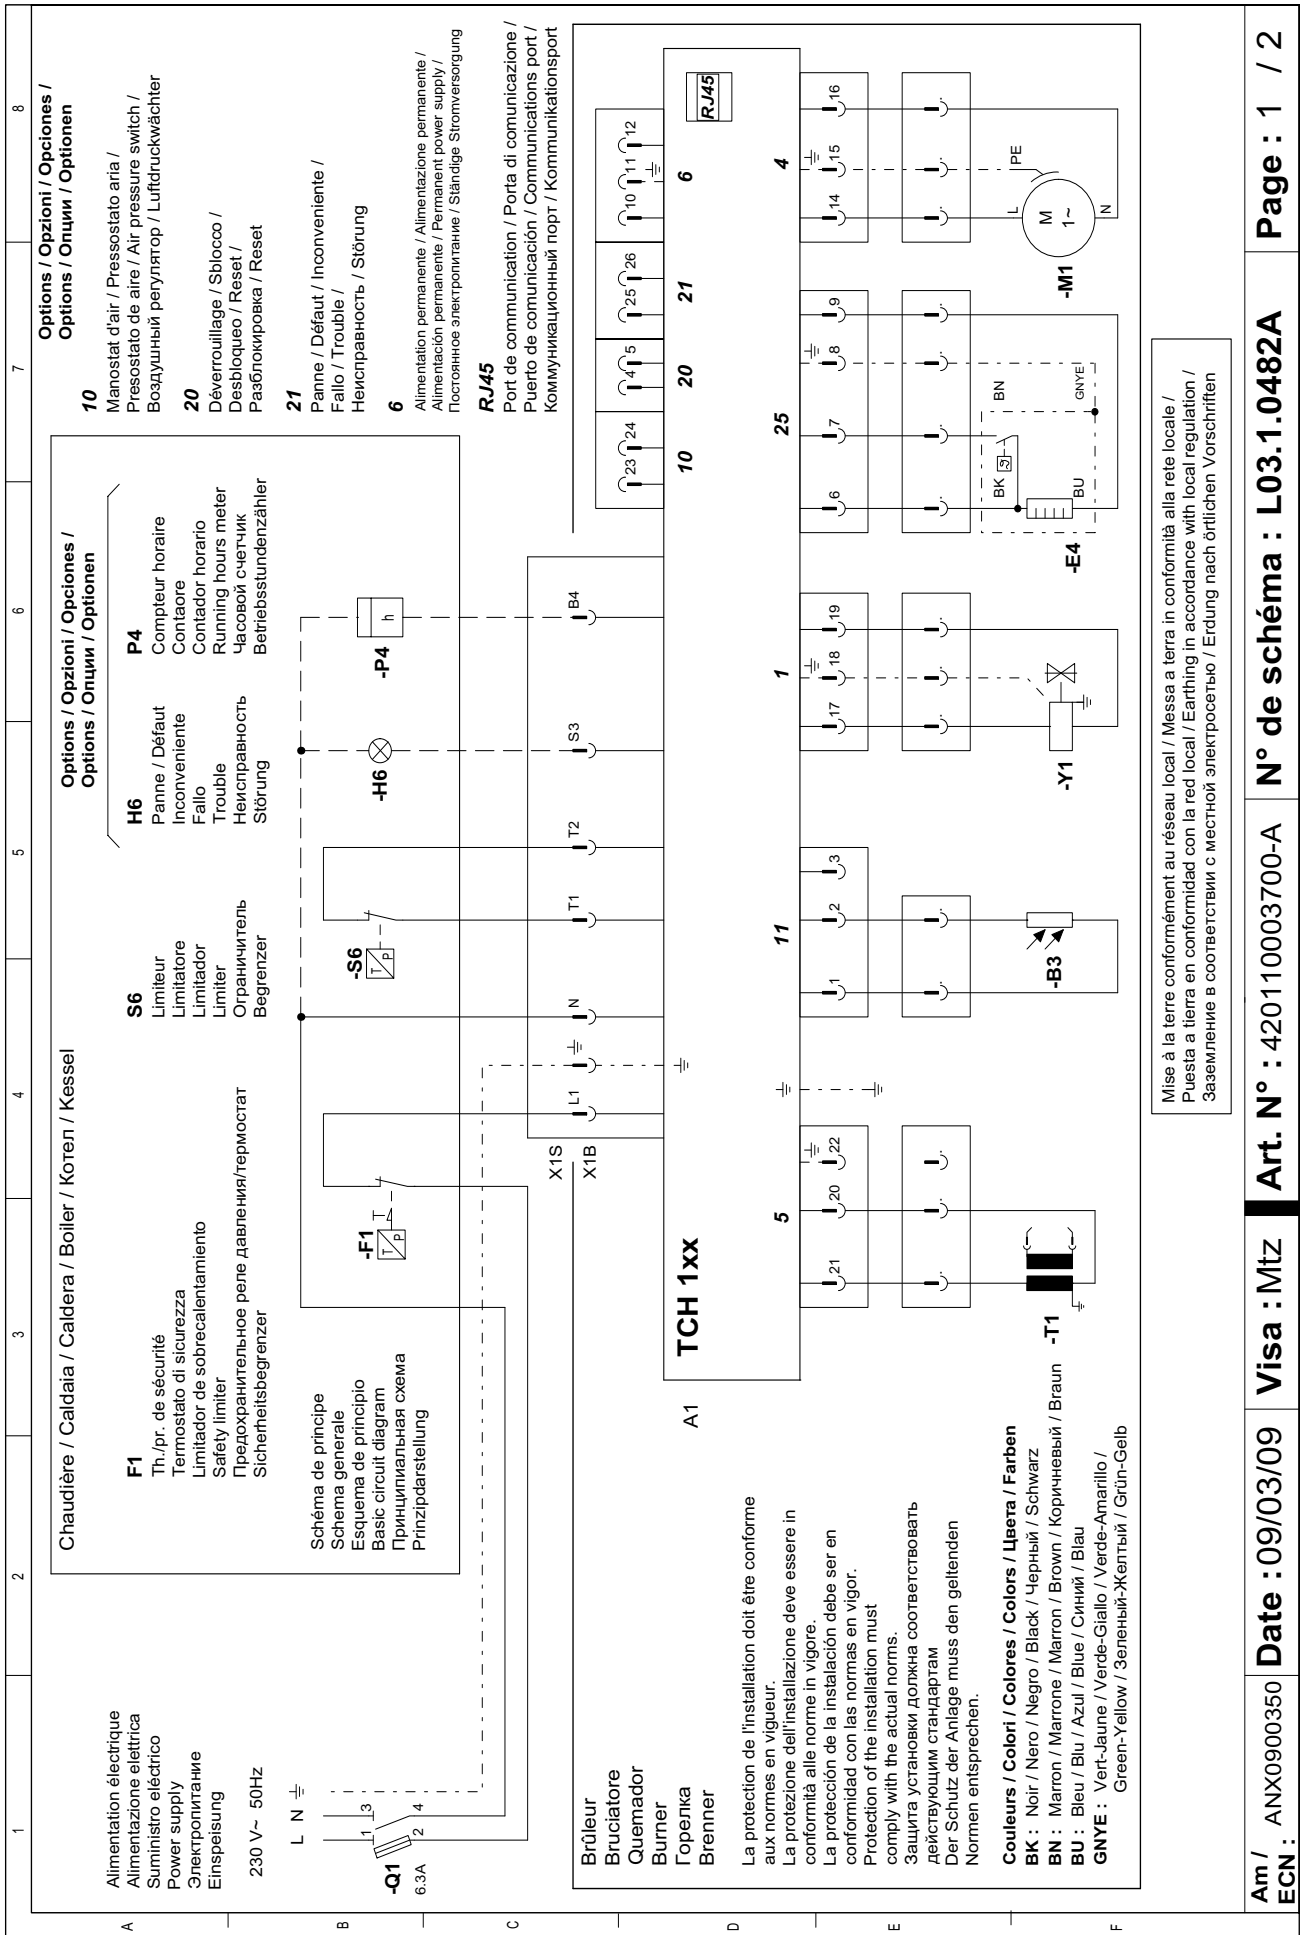 1
2
3
4
5
6
7
8
A
B
C
D
E
F
Alimentation électrique
Alimentazione elettrica
Suministro eléctrico
Power supply
Электропитание
Einspeisung
230 V~ 50Hz
L N
1
3
2
4
-Q1
6.3A
Chaudière / Caldaia / Caldera / Boiler / Котел / Kessel
F1
Th./pr. de sécurité
Termostato di sicurezza
Limitador de sobrecalentamiento
Safety limiter
Предохранительное реле давления/термостат
Sicherheitsbegrenzer
S6
Limiteur
Limitatore
Limitador
Limiter
Ограничитель
Begrenzer
Options / Opzioni / Opciones /
Options / Опции / Optionen
H6
Panne / Défaut
Inconveniente
Fallo
Trouble
Неисправность
Störung
P4
Compteur horaire
Contaore
Contador horario
Running hours meter
Часовой счетчик
Betriebsstundenzähler
Schéma de principe
Schema generale
Esquema de principio
Basic circuit diagram
Принципиальная схема
Prinzipdarstellung
-F1
T
P
-S6
T
P
-H6
-P4
h
X1S
X1B
L1
N
T1
T2
S3
B4
Options / Opzioni / Opciones /
Options / Опции / Optionen
10
Manostat d'air / Pressostato aria /
Presostato de aire / Air pressure switch /
Воздушный регулятор / Luftdruckwächter
20
Déverrouillage / Sblocco /
Desbloqueo / Reset /
Разблокировка / Reset
21
Panne / Défaut / Inconveniente /
Fallo / Trouble /
Неисправность / Störung
6
Alimentation permanente / Alimentazione permanente /
Alimentación permanente / Permanent power supply /
Постоянное электропитание / Ständige Stromversorgung
RJ45
Port de communication / Porta di comunicazione /
Puerto de comunicación / Communications port /
Коммуникационный порт / Kommunikationsport
Brûleur
Bruciatore
Quemador
Burner
Горелка
Brenner
A1
TCH 1xx
23
24
4
5
25
26
10
11
12
10
20
21
6
RJ45
5
11
1
25
4
21
20
22
1
2
3
17
18
19
6
7
8
9
14
15
16
La protection de l'installation doit être conforme
aux normes en vigueur.
La protezione dell'installazione deve essere in
conformità alle norme in vigore.
La protección de la instalación debe ser en
conformidad con las normas en vigor.
Protection of the installation must
comply with the actual norms.
Защита установки должна соответствовать
действующим стандартам
Der Schutz der Anlage muss den geltenden
Normen entsprechen.
Couleurs / Colori / Colores / Colors / Цвета / Farben
BK : Noir / Nero / Negro / Black / Черный / Schwarz
BN : Marron / Marrone / Marron / Brown / Коричневый / Braun
BU : Bleu / Blu / Azul / Blue / Синий / Blau
GNYE : Vert-Jaune / Verde-Giallo / Verde-Amarillo /
Green-Yellow / Зеленый-Желтый / Grün-Gelb
-T1
-B3
-Y1
-E4
BK
BN
BU
GNYE
-M1
M
1~
L
N
PE
Mise à la terre conformément au réseau local / Messa a terra in conformità alla rete locale /
Puesta a tierra en conformidad con la red local / Earthing in accordance with local regulation /
Заземление в соответствии с местной электросетью / Erdung nach örtlichen Vorschriften
Am / ECN : ANX0900350
Date : 09/03/09
Visa : Mtz
Art. N° : 420110003700-A
N° de schéma : L03.1.0482A
Page : 1 / 2